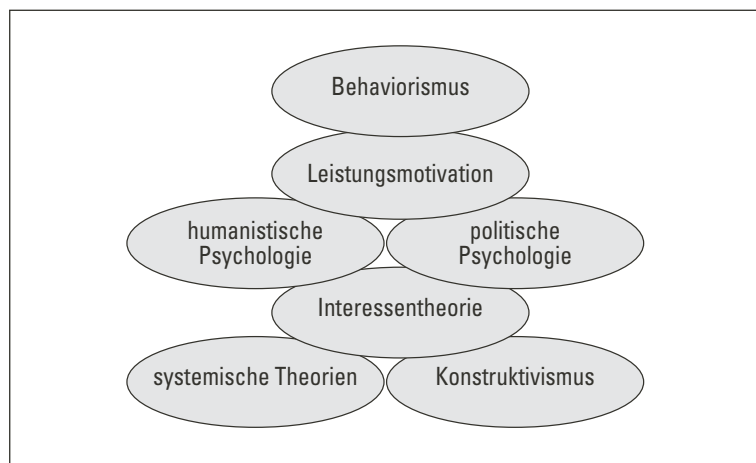 Behaviorismus
Leistungsmotivation
humanistische
Psychologie
politische
Psychologie
Interessentheorie
systemische Theorien
Konstruktivismus